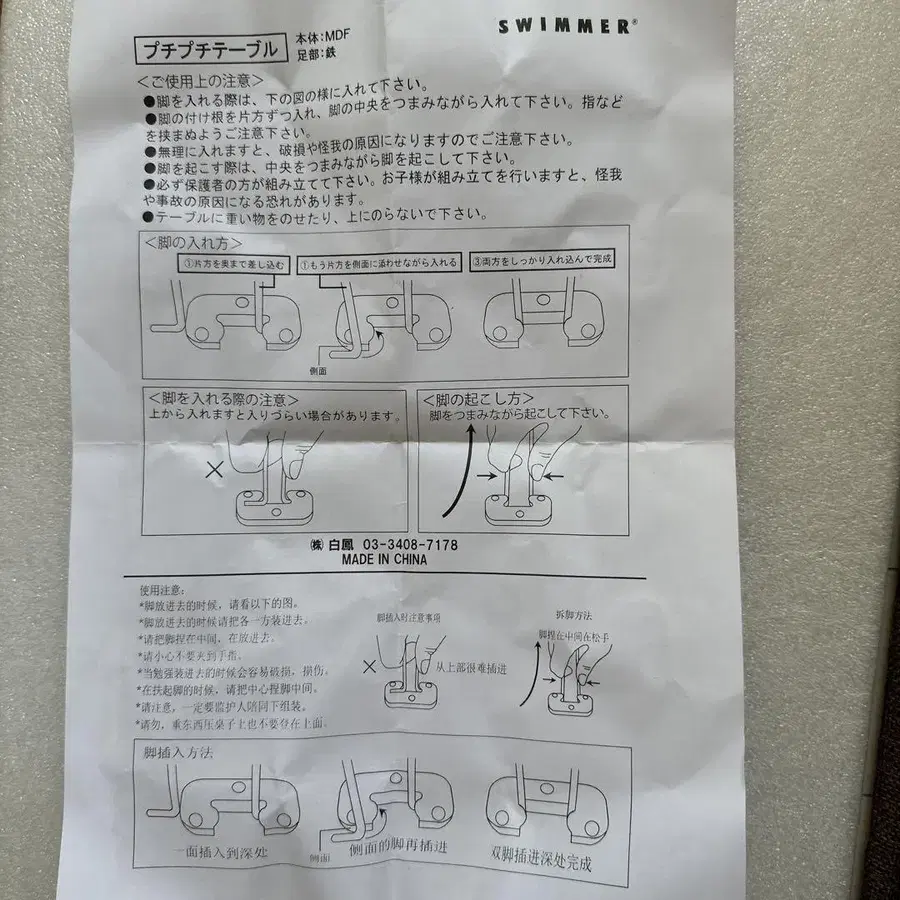 SWIMMER®
プチプチテーブル
本体:MDF
足部:鉄
＜ご使用上の注意＞
●脚を入れる際は、下の図の様に入れて下さい。
●脚の付け根を片方ずつ入れ、脚の中央をつまみながら入れて下さい。指など
を挟まぬようご注意下さい。
●無理に入れますと、破損や怪我の原因になりますのでご注意下さい。
●脚を起こす際は、中央をつまみながら脚を起こして下さい。
●必ず保護者の方が組み立てて下さい。お子様が組み立てを行いますと、怪我
や事故の原因になる恐れがあります。
●テーブルに重い物をのせたり、上にのらないで下さい。
＜脚の入れ方＞
①片方を奥まで差し込む
①もう片方を側面に添わせながら入れる
③両方をしっかり入れ込んで完成
側面
＜脚を入れる際の注意＞
上から入れますと入りづらい場合があります。
×
＜脚の起こし方＞
脚をつまみながら起こして下さい。
㈱ 白鳳 03-3408-7178
MADE IN CHINA
使用注意:
*脚放进去的时候，请看以下的图。
*脚放进去的时候请把各一方装进去。
*请把脚捏在中间，在放进去。
*请小心不要夹到手指。
*当勉强装进去的时候会容易破损，损伤。
*在扶起脚的时候，请把中心捏脚中间。
*请注意，一定要监护人陪同下组装。
*请勿，重东西压桌子上也不要登在上面。
脚插入时注意事项
×
从上部很难插进
拆脚方法
脚捏在中间在松手
脚插入方法
一面插入到深处
侧面
侧面的脚再插进
双脚插进深处完成